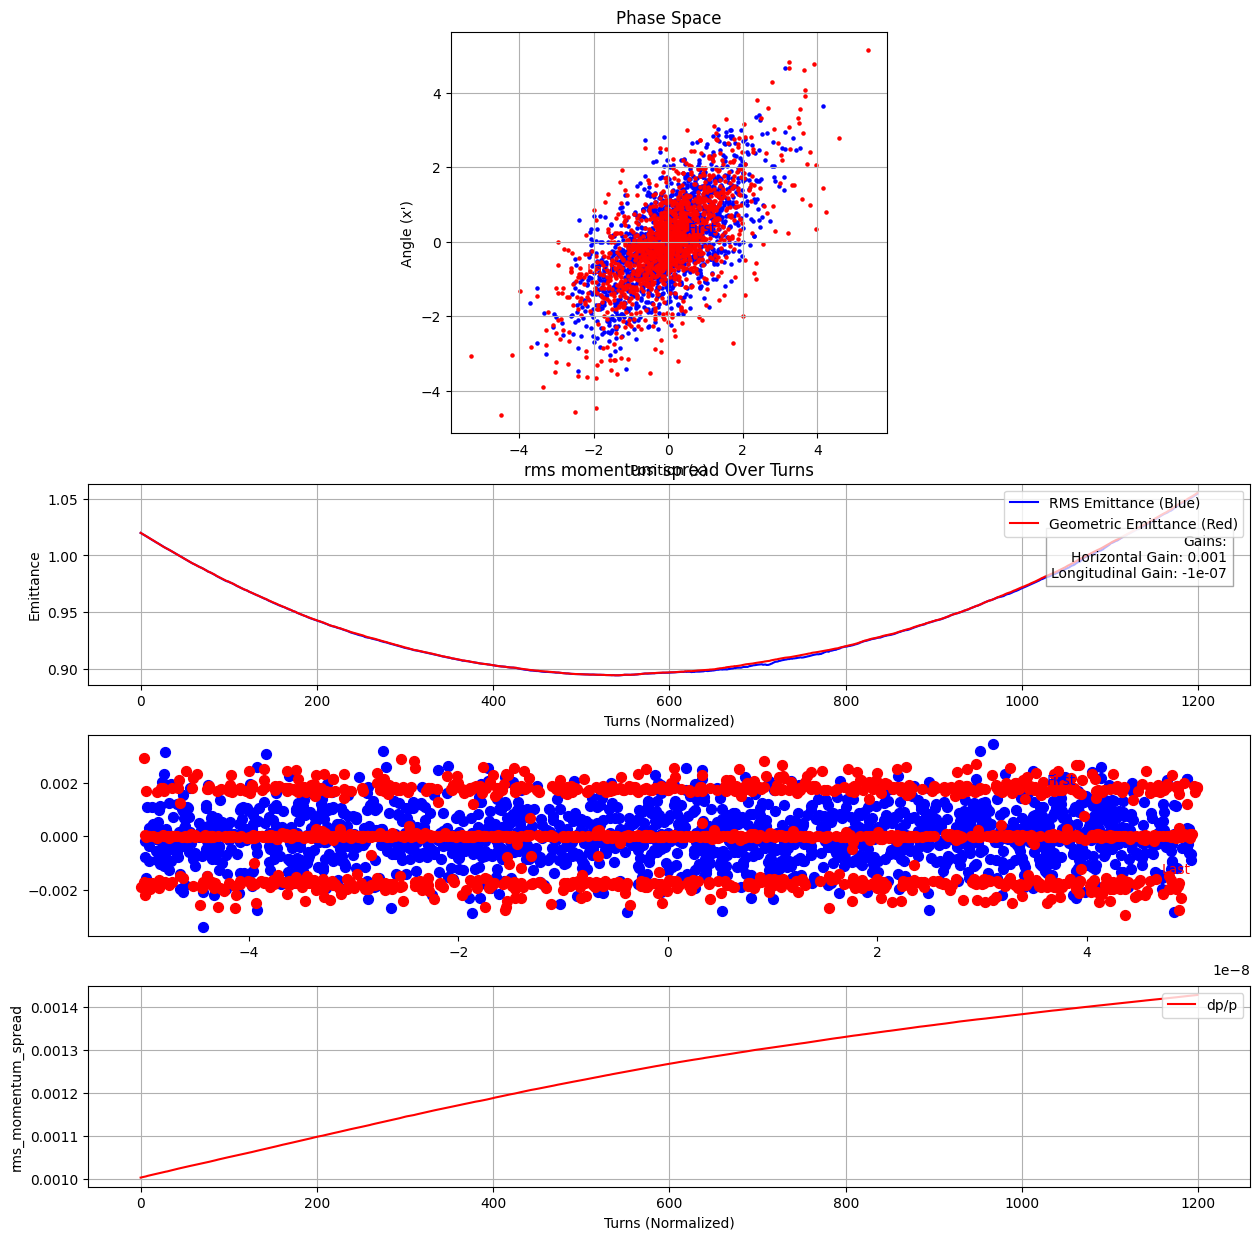 Phase Space
4
2
0
−2
−4
Angle (x')
First
−4 −2 0 2 4
Position (x)
rms momentum spread Over Turns
1.05
1.00
0.95
0.90
Emittance
RMS Emittance (Blue)
Geometric Emittance (Red)
Gains:
Horizontal Gain: 0.001
Longitudinal Gain: -1e-07
0 200 400 600 800 1000 1200
Turns (Normalized)
0.002
0.000
−0.002
First
Last
−4 −2 0 2 4
1e−8
0.0014
0.0013
0.0012
0.0011
0.0010
rms_momentum_spread
dp/p
0 200 400 600 800 1000 1200
Turns (Normalized)